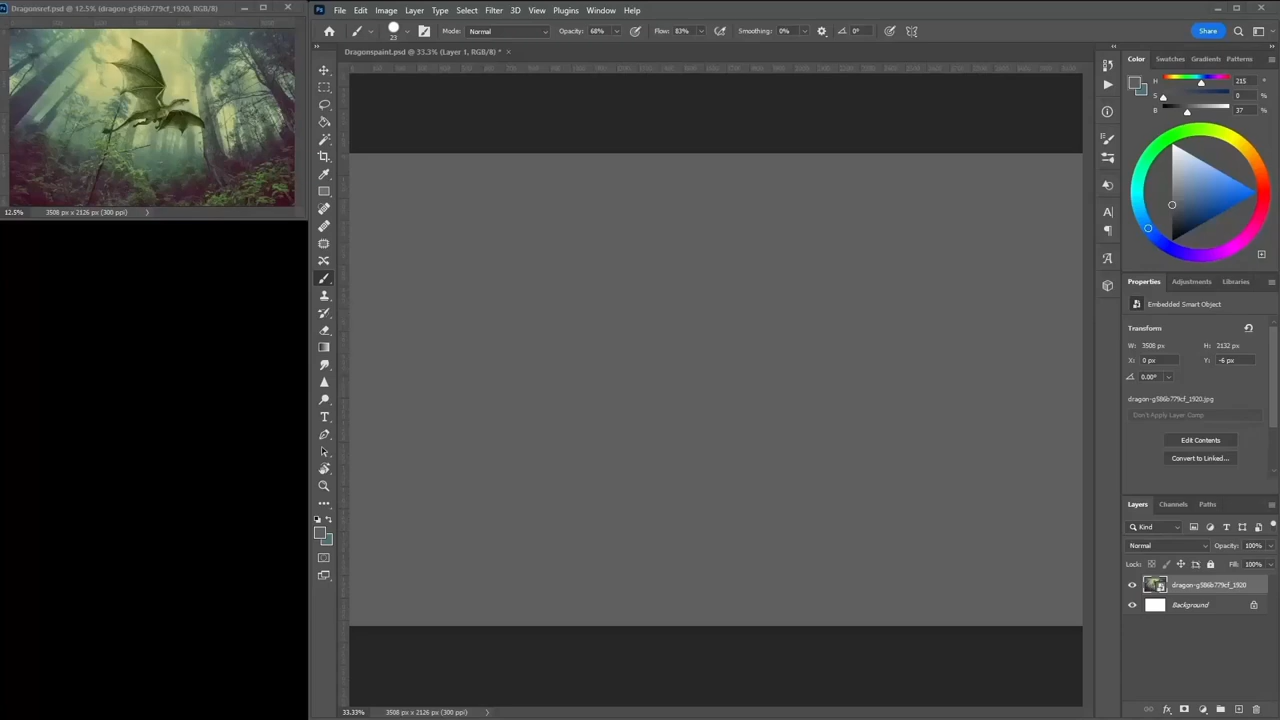 Dragonsref.psd @ 12.5% (dragon-g586b779cf_1920, RGB/8)
12.5% 3508 px x 2126 px (300 ppi)
File Edit Image Layer Type Select Filter 3D View Plugins Window Help
23 Mode: Normal Opacity: 68% Flow: 83% Smoothing: 0% 0° Share
Dragonspaint.psd @ 33.3% (Layer 1, RGB/8) *
Color Swatches Gradients Patterns
H 215 °
S 0 %
B 37 %
Properties Adjustments Libraries
Embedded Smart Object
Transform
W: 3508 px H: 2132 px
X: 0 px Y: -6 px
0.00°
dragon-g586b779cf_1920.jpg
Don't Apply Layer Comp
Edit Contents
Convert to Linked...
Layers Channels Paths
Kind
Normal Opacity: 100%
Lock: Fill: 100%
dragon-g586b779cf_1920
Background
33.33% 3508 px x 2126 px (300 ppi)